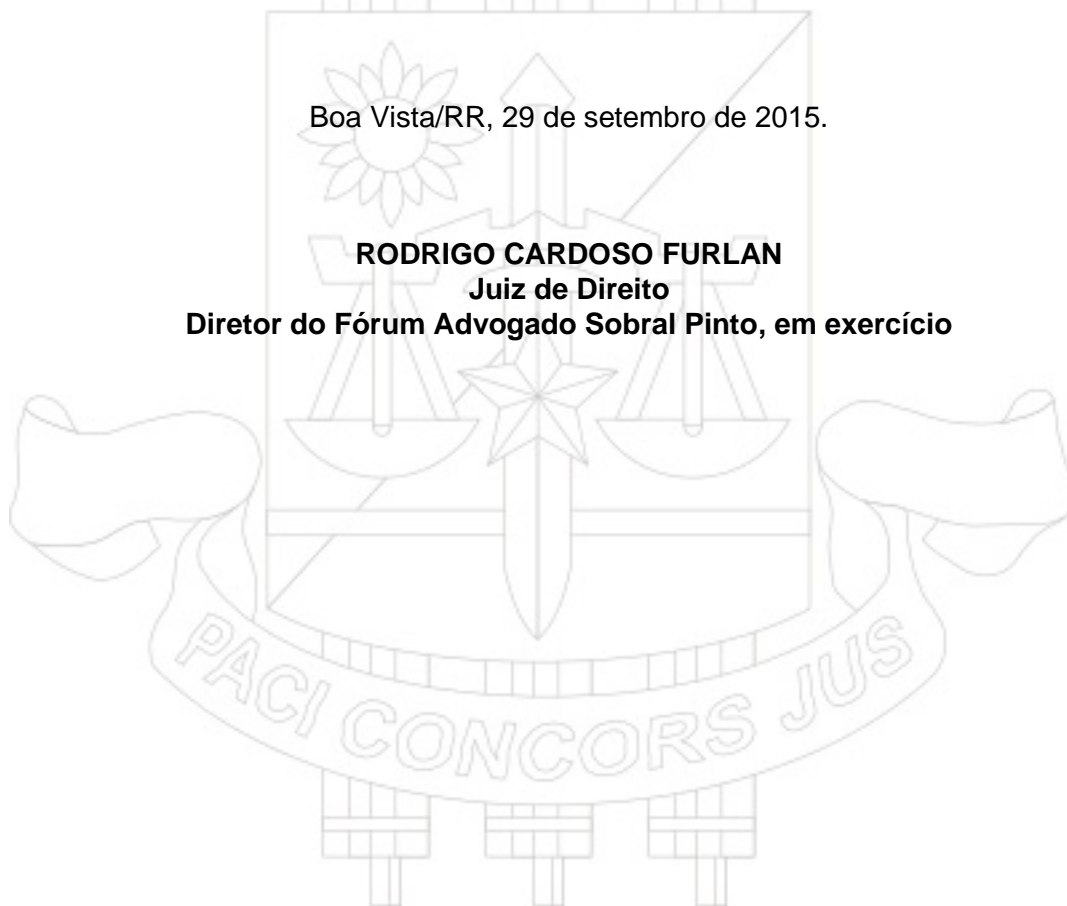 Boa Vista/RR, 29 de setembro de 2015.
RODRIGO CARDOSO FURLAN
Juiz de Direito
Diretor do Fórum Advogado Sobral Pinto, em exercício
PACI CONCORS JUS